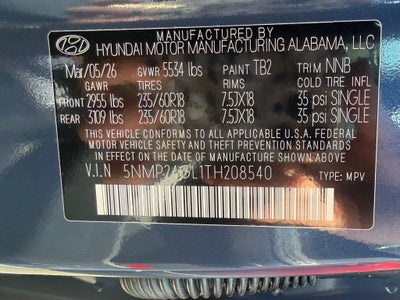 MANUFACTURED BY
HYUNDAI MOTOR MANUFACTURING ALABAMA, LLC
Mar/05/26 GVWR 5534 lbs PAINT TB2 TRIM NNB
GAWR TIRES RIMS COLD TIRE INFL
FRONT 2955 lbs 235/60R18 7.5JX18 35 psi SINGLE
REAR 3109 lbs 235/60R18 7.5JX18 35 psi SINGLE
THIS VEHICLE CONFORMS TO ALL APPLICABLE U.S.A. FEDERAL
MOTOR VEHICLE SAFETY AND THEFT PREVENTION STANDARDS
IN EFFECT ON THE DATE OF MANUFACTURE SHOWN ABOVE
V.I.N